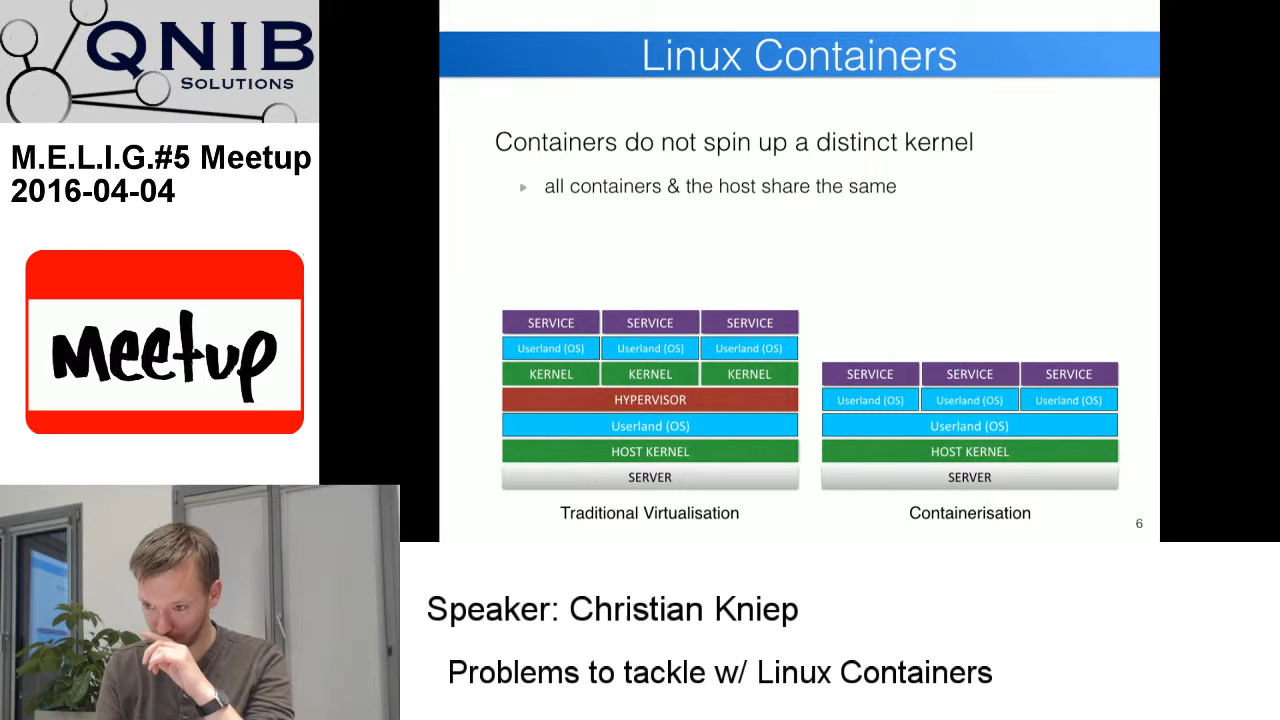 QNIB
SOLUTIONS
M.E.L.I.G.#5 Meetup
2016-04-04
Meetup
Linux Containers
Containers do not spin up a distinct kernel
all containers & the host share the same
SERVICE SERVICE SERVICE
Userland (OS) Userland (OS) Userland (OS)
KERNEL KERNEL KERNEL
HYPERVISOR
Userland (OS)
HOST KERNEL
SERVER
Traditional Virtualisation
SERVICE SERVICE SERVICE
Userland (OS) Userland (OS) Userland (OS)
Userland (OS)
HOST KERNEL
SERVER
Containerisation
6
Speaker: Christian Kniep
Problems to tackle w/ Linux Containers